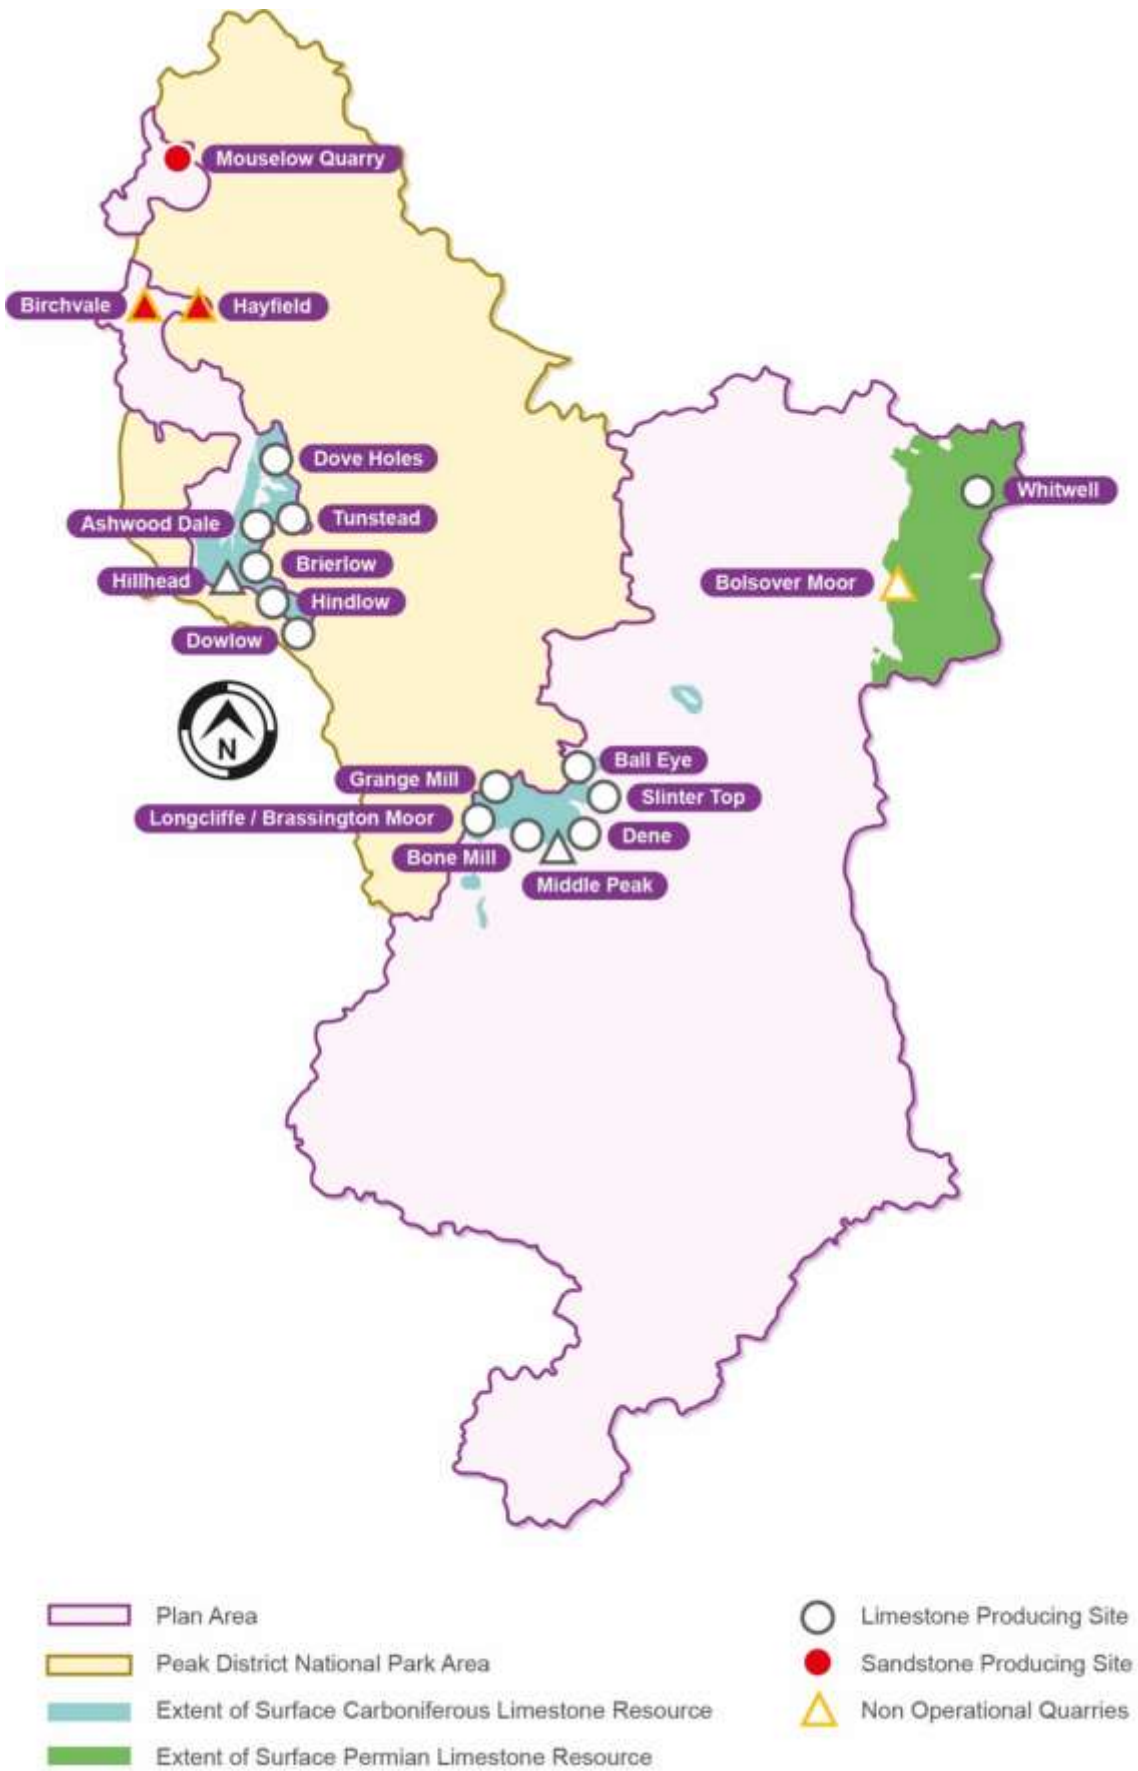 Mouselow Quarry
Birchvale
Hayfield
Dove Holes
Whitwell
Ashwood Dale
Tunstead
Brierlow
Hillhead
Bolsover Moor
Hindlow
Dowlow
N
Ball Eye
Grange Mill
Slinter Top
Longcliffe / Brassington Moor
Dene
Bone Mill
Middle Peak
Plan Area
Peak District National Park Area
Extent of Surface Carboniferous Limestone Resource
Extent of Surface Permian Limestone Resource
Limestone Producing Site
Sandstone Producing Site
Non Operational Quarries